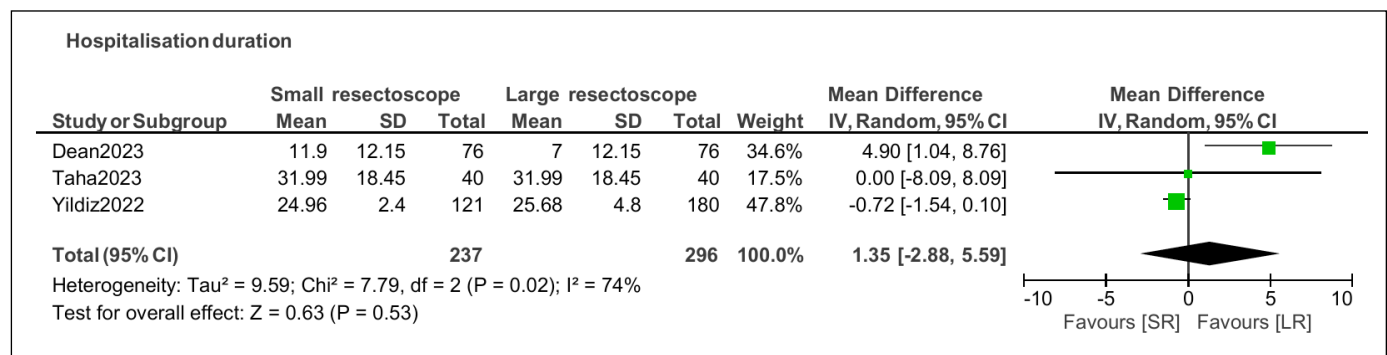 Hospitalisation duration
Small resectoscope Large resectoscope Mean Difference Mean Difference
Study or Subgroup Mean SD Total Mean SD Total Weight IV, Random, 95% CI IV, Random, 95% CI
Dean2023 11.9 12.15 76 7 12.15 76 34.6% 4.90 [1.04, 8.76]
Taha2023 31.99 18.45 40 31.99 18.45 40 17.5% 0.00 [-8.09, 8.09]
Yildiz2022 24.96 2.4 121 25.68 4.8 180 47.8% -0.72 [-1.54, 0.10]
Total (95% CI) 237 296 100.0% 1.35 [-2.88, 5.59]
Heterogeneity: Tau² = 9.59; Chi² = 7.79, df = 2 (P = 0.02); I² = 74%
Test for overall effect: Z = 0.63 (P = 0.53)
-10 -5 0 5 10
Favours [SR] Favours [LR]